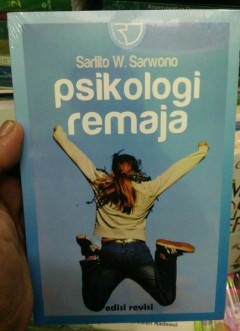 Sarlito W. Sarwono
psikologi
remaja
edisi revisi